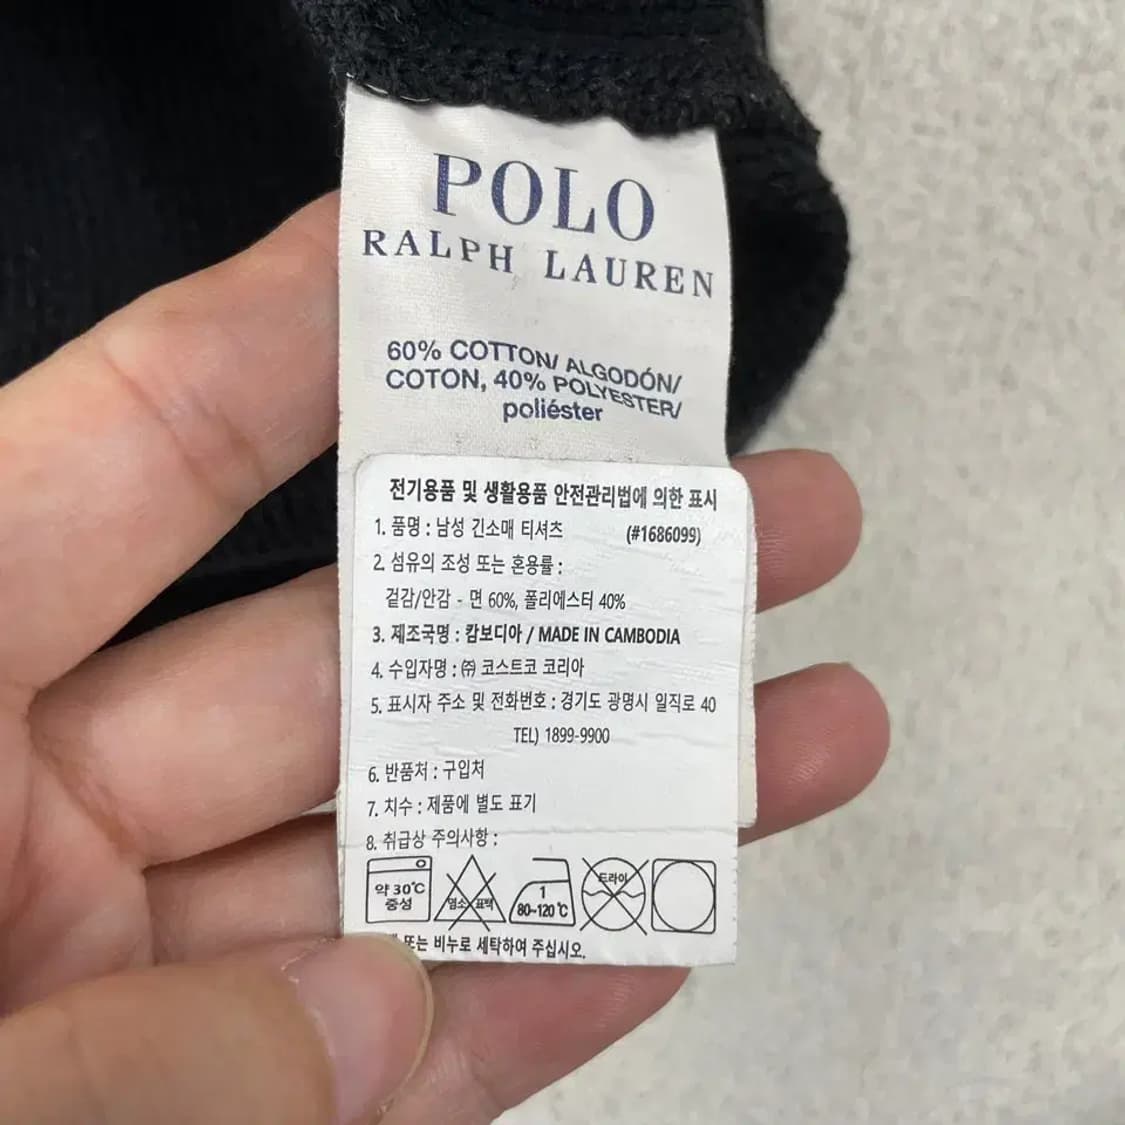 POLO
RALPH LAUREN
60% COTTON/ ALGODÓN/
COTON, 40% POLYESTER/
poliéster
전기용품 및 생활용품 안전관리법에 의한 표시
1. 품명 : 남성 긴소매 티셔츠 (#1686099)
2. 섬유의 조성 또는 혼용률 :
겉감/안감 - 면 60%, 폴리에스터 40%
3. 제조국명 : 캄보디아 / MADE IN CAMBODIA
4. 수입자명 : ㈜ 코스트코 코리아
5. 표시자 주소 및 전화번호 : 경기도 광명시 일직로 40
TEL) 1899-9900
6. 반품처 : 구입처
7. 치수 : 제품에 별도 표기
8. 취급상 주의사항 :
약 30℃ 염소 표백 1 드라이
중성 80~120℃
또는 비누로 세탁하여 주십시오.